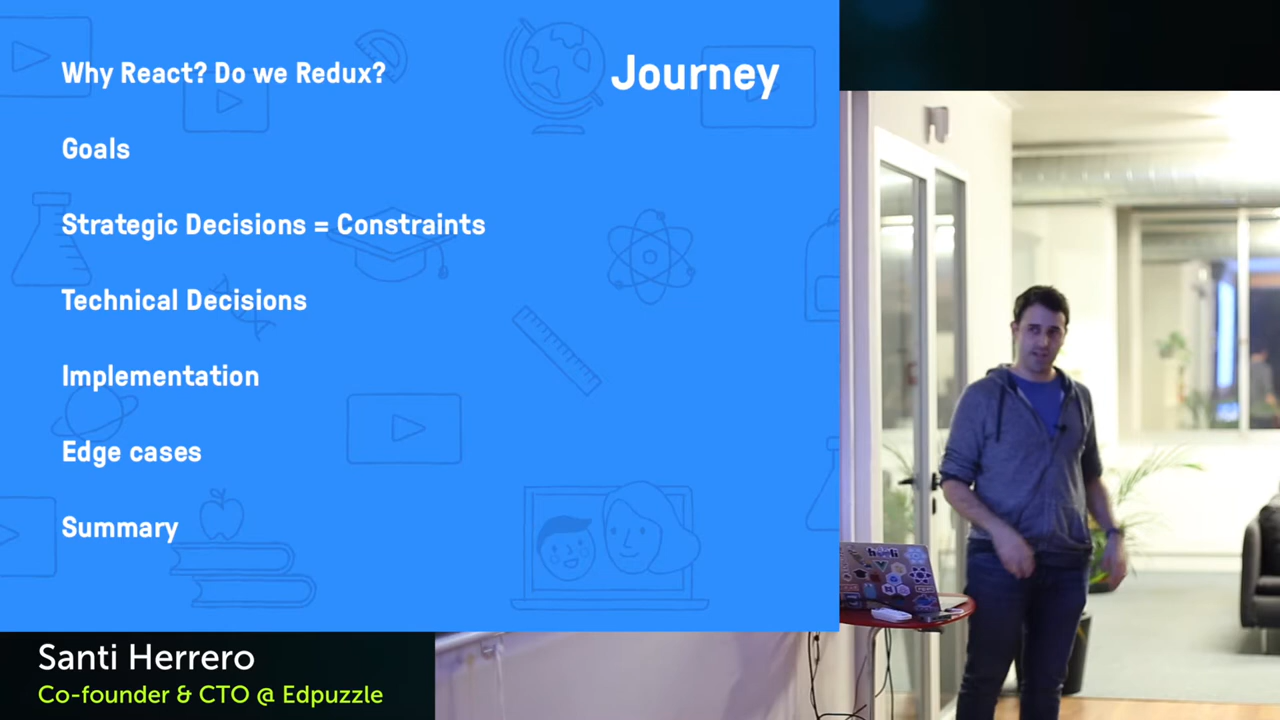 Why React? Do we Redux?
Journey
Goals
Strategic Decisions = Constraints
Technical Decisions
Implementation
Edge cases
Summary
Santi Herrero
Co-founder & CTO @ Edpuzzle